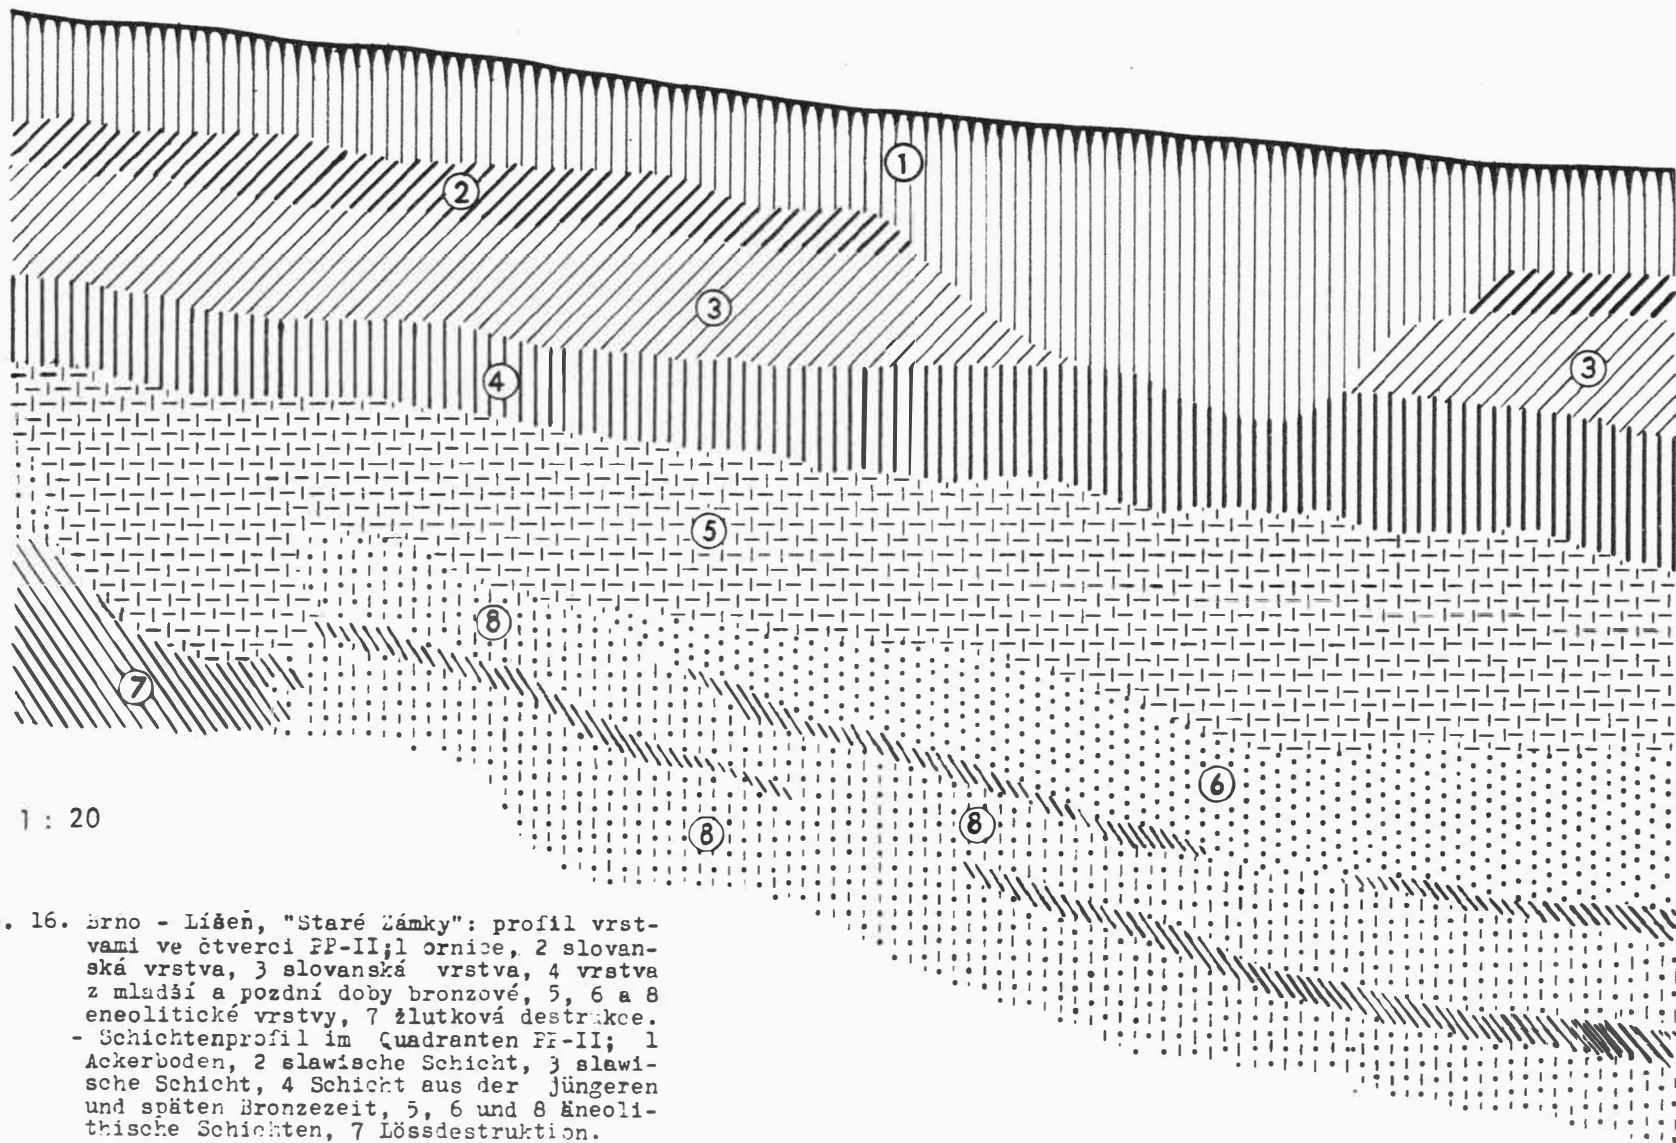 1
2
3
3
4
5
8
7
6
8
8
1 : 20
. 16. Brno - Líšeň, "Staré Zámky": profil vrst-
vami ve čtverci PP-II;1 ornice, 2 slovan-
ská vrstva, 3 slovanská vrstva, 4 vrstva
z mladší a pozdní doby bronzové, 5, 6 a 8
eneolitické vrstvy, 7 žlutková destrukce.
- Schichtenprofil im Quadranten PP-II; 1
Ackerboden, 2 slawische Schicht, 3 slawi-
sche Schicht, 4 Schicht aus der jüngeren
und späten Bronzezeit, 5, 6 und 8 äneoli-
thische Schichten, 7 Lössdestruktion.